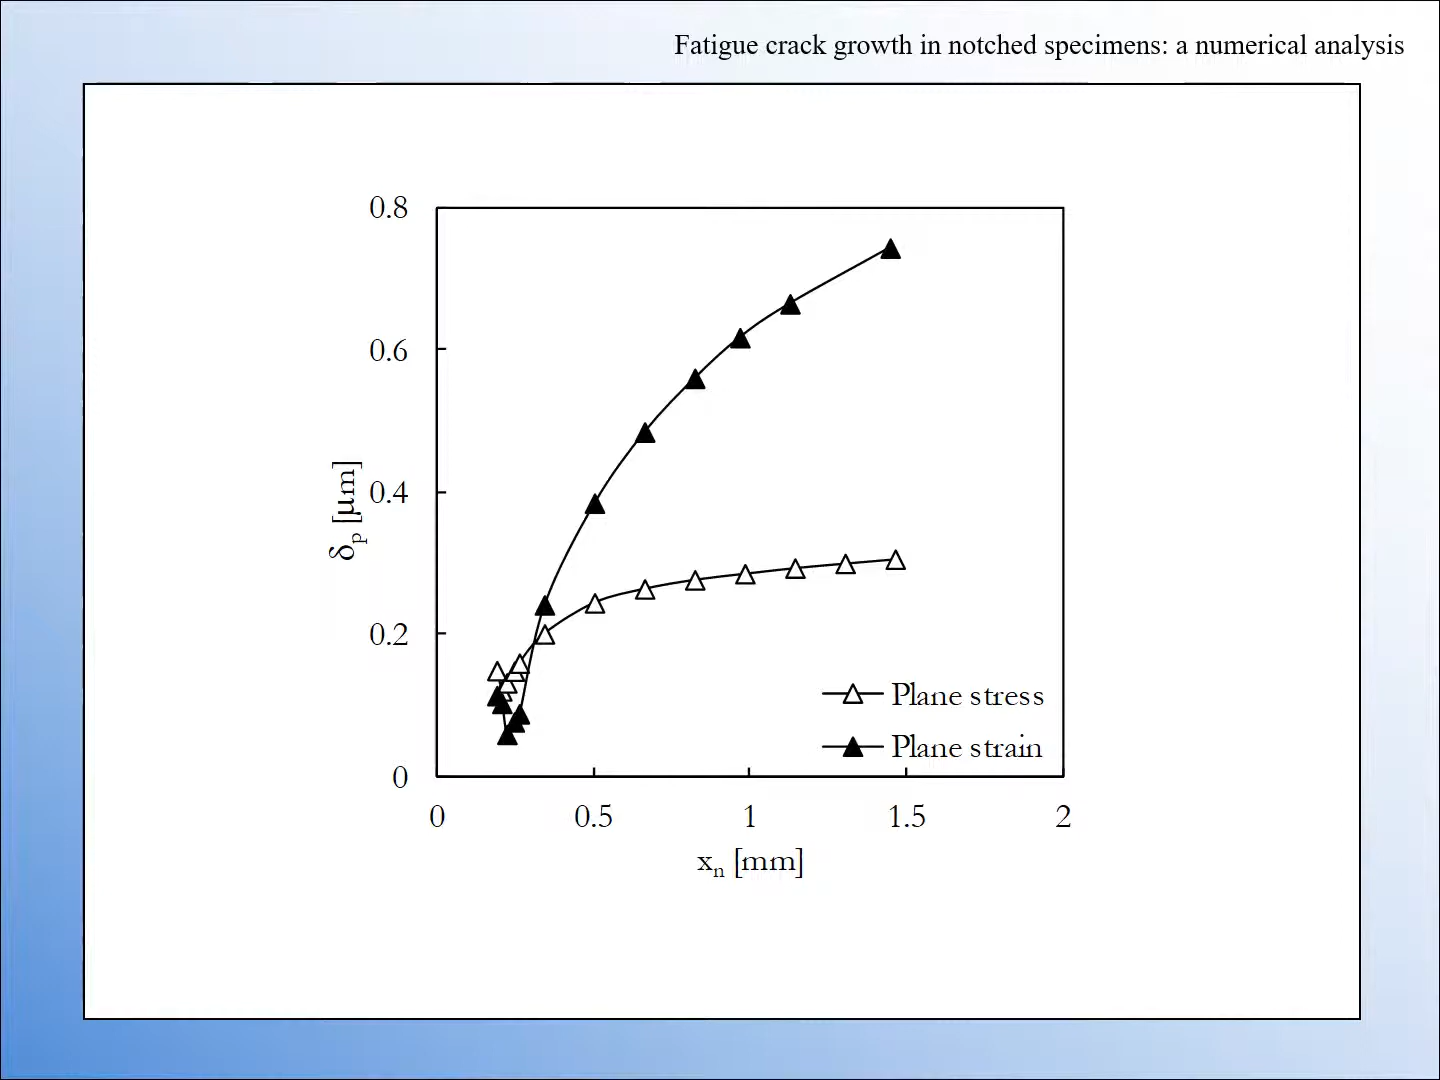 Fatigue crack growth in notched specimens: a numerical analysis
0.8
0.6
0.4
0.2
0
δp [μm]
Plane stress
Plane strain
0 0.5 1 1.5 2
xn [mm]